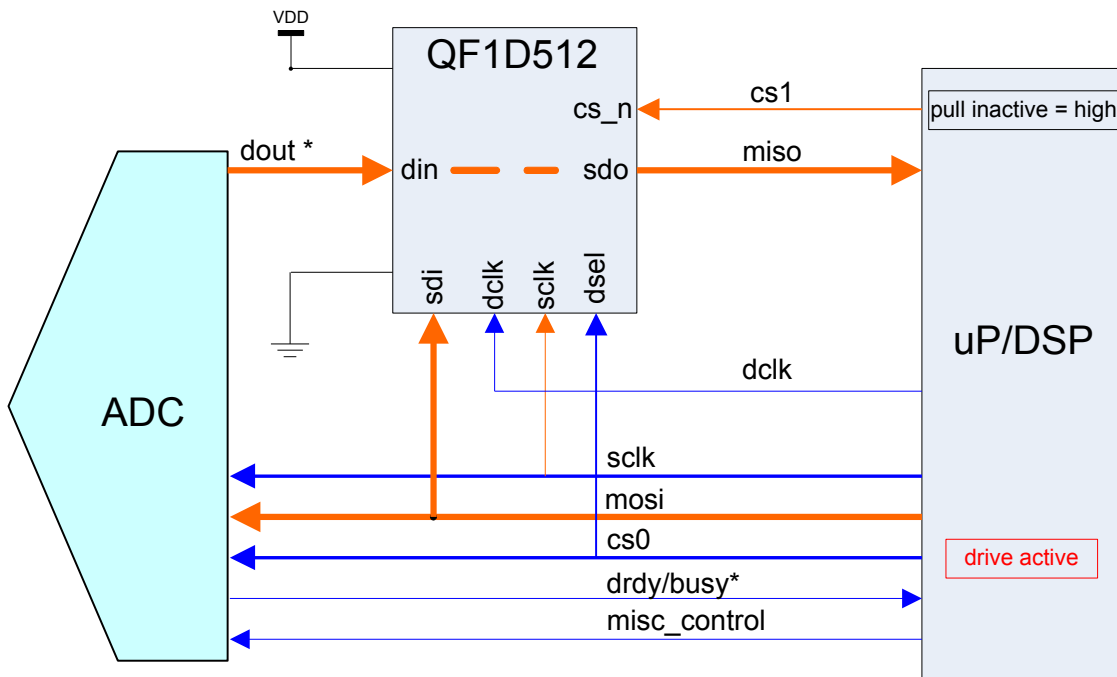 VDD
QF1D512
cs_n
cs1
pull inactive = high
dout *
din
sdo
miso
sdi
dclk
sclk
dsel
uP/DSP
dclk
ADC
sclk
mosi
cs0
drive active
drdy/busy*
misc_control